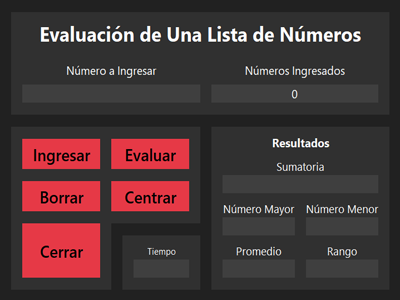 Evaluación de Una Lista de Números
Número a Ingresar
Números Ingresados
0
Ingresar
Evaluar
Borrar
Centrar
Cerrar
Tiempo
Resultados
Sumatoria
Número Mayor
Número Menor
Promedio
Rango